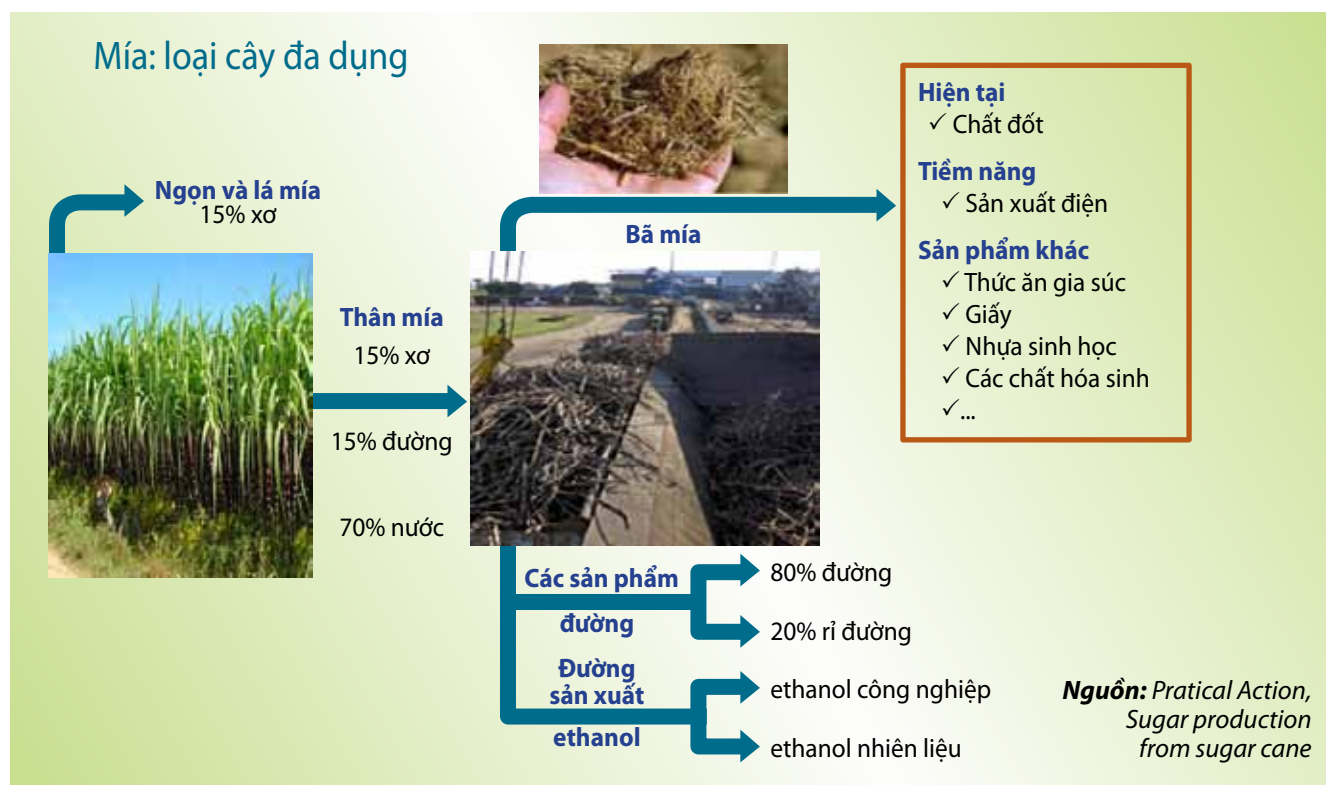 Mía: loại cây đa dụng
Ngọn và lá mía
15% xơ
Thân mía
15% xơ
15% đường
70% nước
Bã mía
Hiện tại
✓ Chất đốt
Tiềm năng
✓ Sản xuất điện
Sản phẩm khác
✓ Thức ăn gia súc
✓ Giấy
✓ Nhựa sinh học
✓ Các chất hóa sinh
✓...
Các sản phẩm
đường
80% đường
20% rỉ đường
Đường
sản xuất
ethanol
ethanol công nghiệp
ethanol nhiên liệu
Nguồn: Pratical Action,
Sugar production
from sugar cane